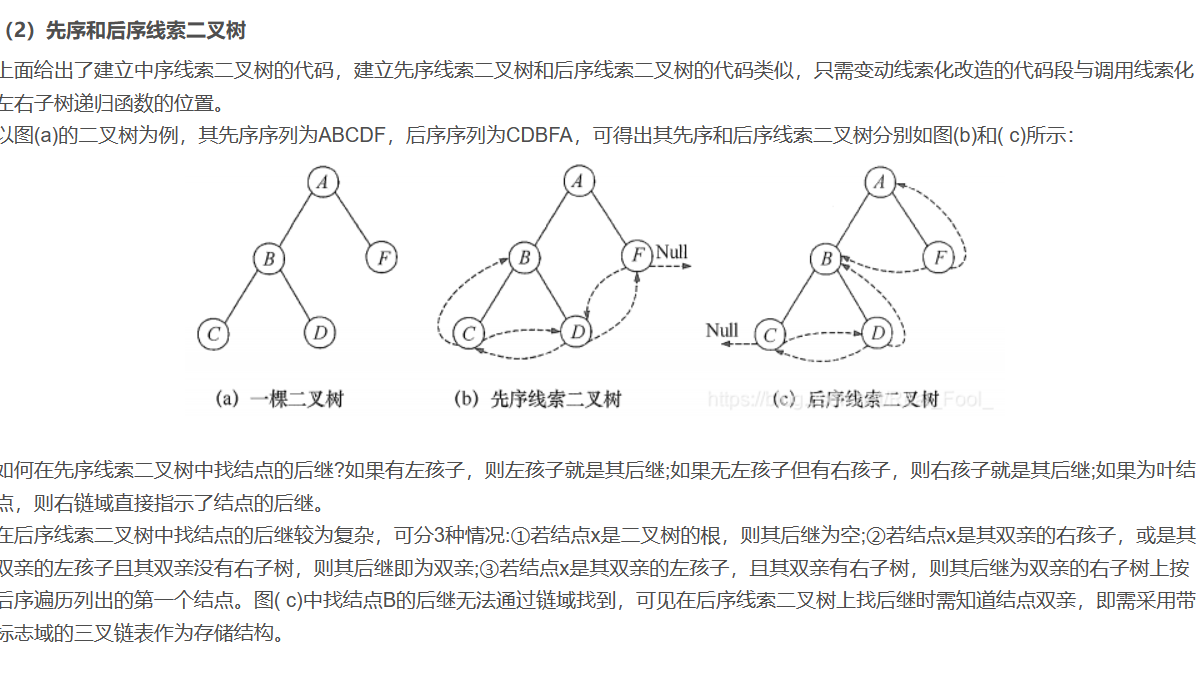 （2）先序和后序线索二叉树
上面给出了建立中序线索二叉树的代码，建立先序线索二叉树和后序线索二叉树的代码类似，只需变动线索化改造的代码段与调用线索化
左右子树递归函数的位置。
以图(a)的二叉树为例，其先序序列为ABCDF，后序序列为CDBFA，可得出其先序和后序线索二叉树分别如图(b)和( c)所示：
A A A
B F B F Null B F
C D C D Null C D
(a) 一棵二叉树 (b) 先序线索二叉树 (c) 后序线索二叉树
如何在先序线索二叉树中找结点的后继?如果有左孩子，则左孩子就是其后继;如果无左孩子但有右孩子，则右孩子就是其后继;如果为叶结
点，则右链域直接指示了结点的后继。
在后序线索二叉树中找结点的后继较为复杂，可分3种情况:①若结点x是二叉树的根，则其后继为空;②若结点x是其双亲的右孩子，或是其
双亲的左孩子且其双亲没有右子树，则其后继即为双亲;③若结点x是其双亲的左孩子，且其双亲有右子树，则其后继为双亲的右子树上按
后序遍历列出的第一个结点。图( c)中找结点B的后继无法通过链域找到，可见在后序线索二叉树上找后继时需知道结点双亲，即需采用带
标志域的三叉链表作为存储结构。